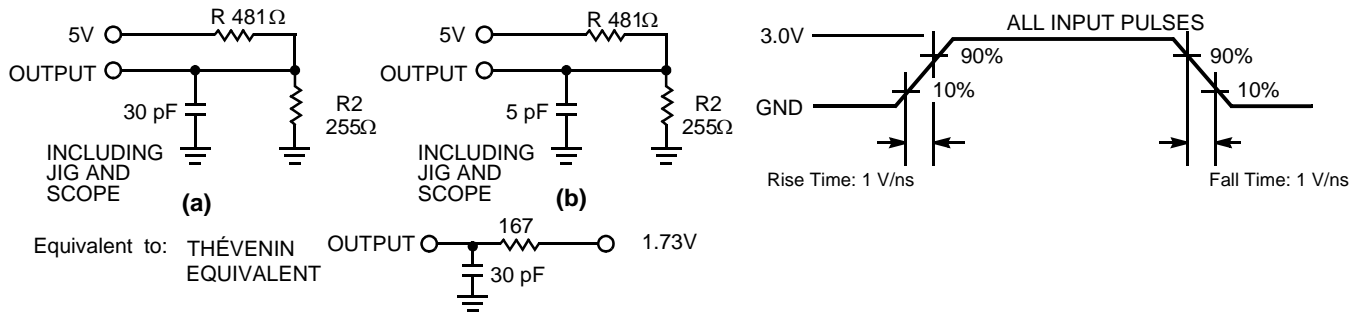 R 481Ω
5V
OUTPUT
30 pF
R2
255Ω
INCLUDING
JIG AND
SCOPE
(a)
R 481Ω
5V
OUTPUT
5 pF
R2
255Ω
INCLUDING
JIG AND
SCOPE
(b)
ALL INPUT PULSES
3.0V
90%
90%
10%
10%
GND
Rise Time: 1 V/ns
Fall Time: 1 V/ns
Equivalent to: THÉVENIN
EQUIVALENT
OUTPUT
167
1.73V
30 pF